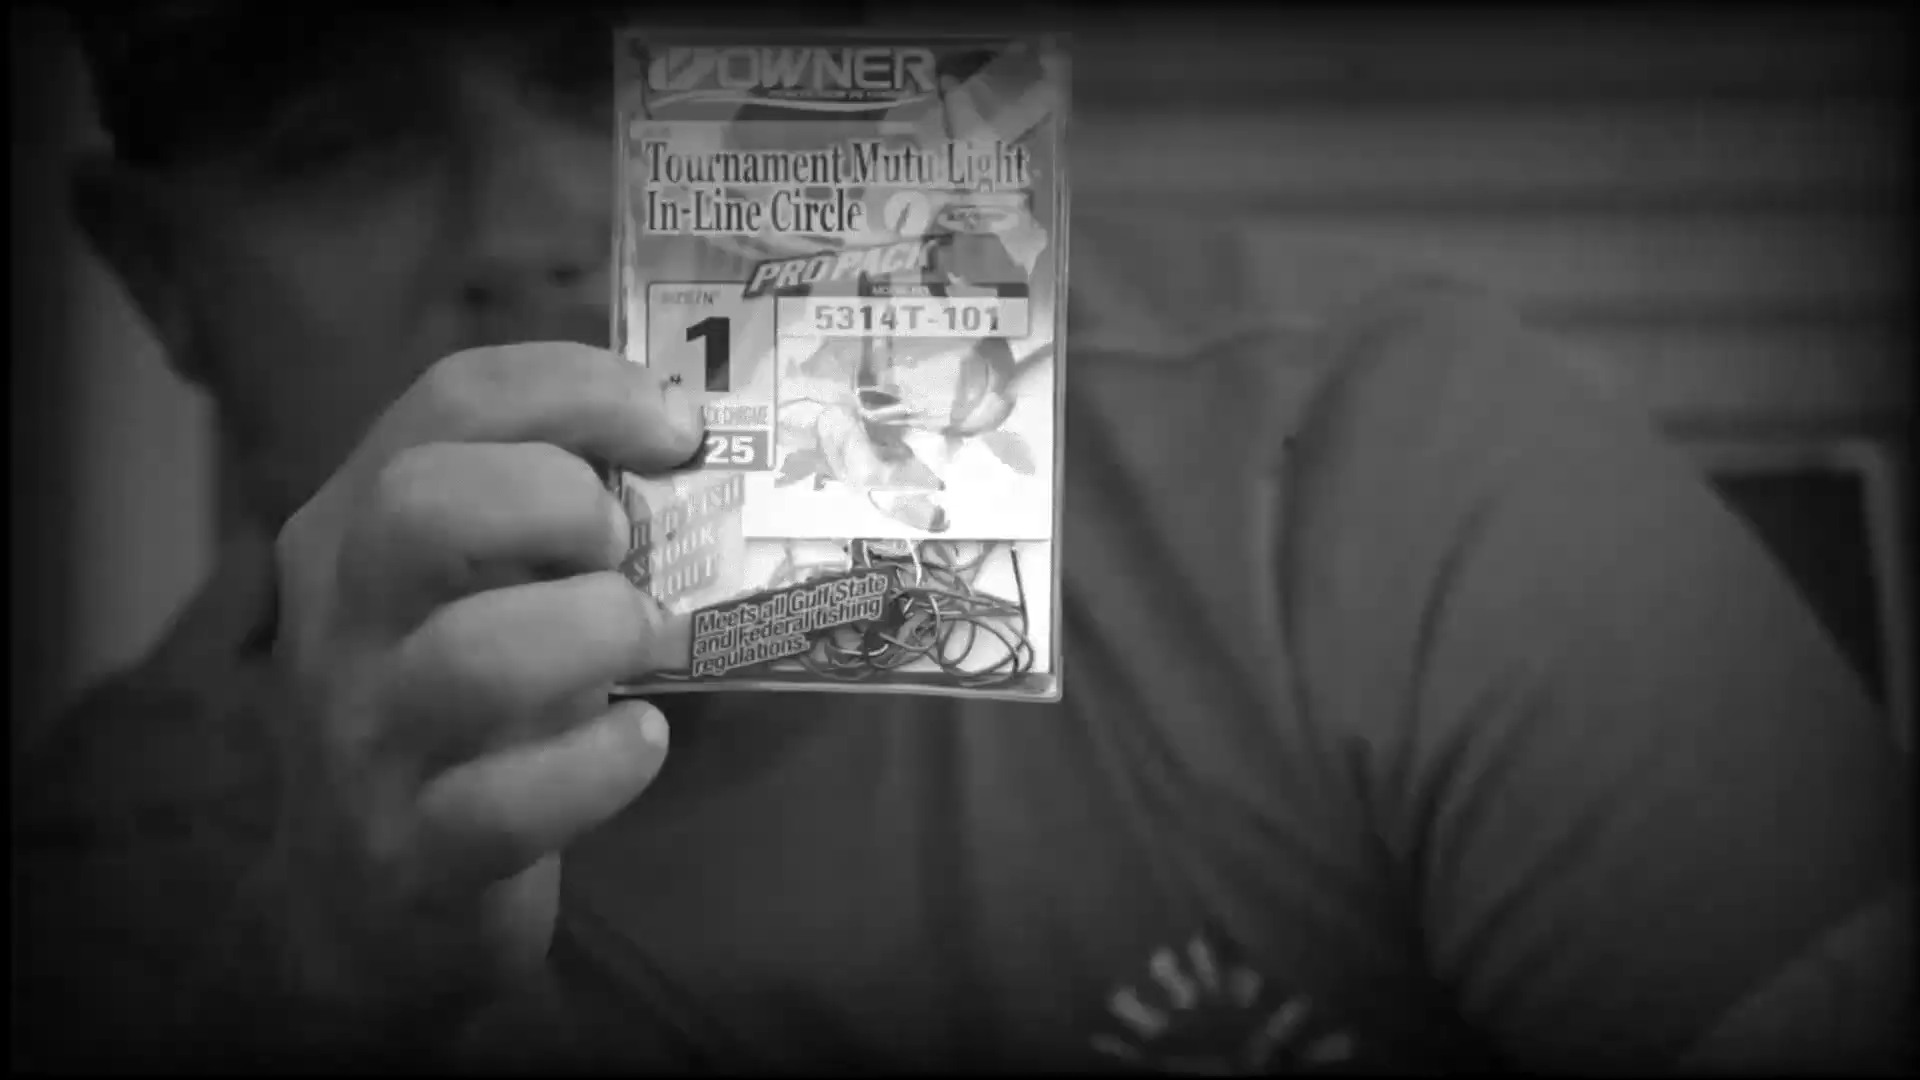 OWNER
Tournament Mutu Light
In-Line Circle
PRO PACK
SIZE/N°
1
5314T-101
25
Meets all Gulf State
and Federal fishing
regulations.